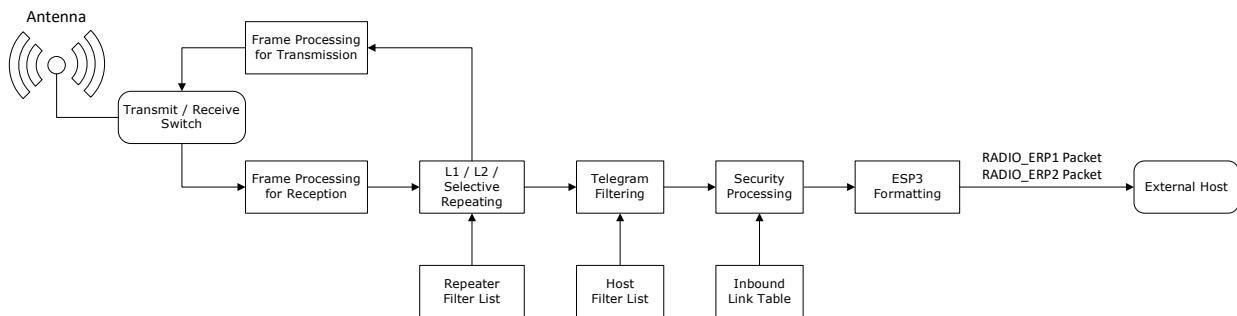 Antenna
Frame Processing
for Transmission
Transmit / Receive
Switch
Frame Processing
for Reception
L1 / L2 /
Selective
Repeating
Telegram
Filtering
Security
Processing
ESP3
Formatting
RADIO_ERP1 Packet
RADIO_ERP2 Packet
External Host
Repeater
Filter List
Host
Filter List
Inbound
Link Table